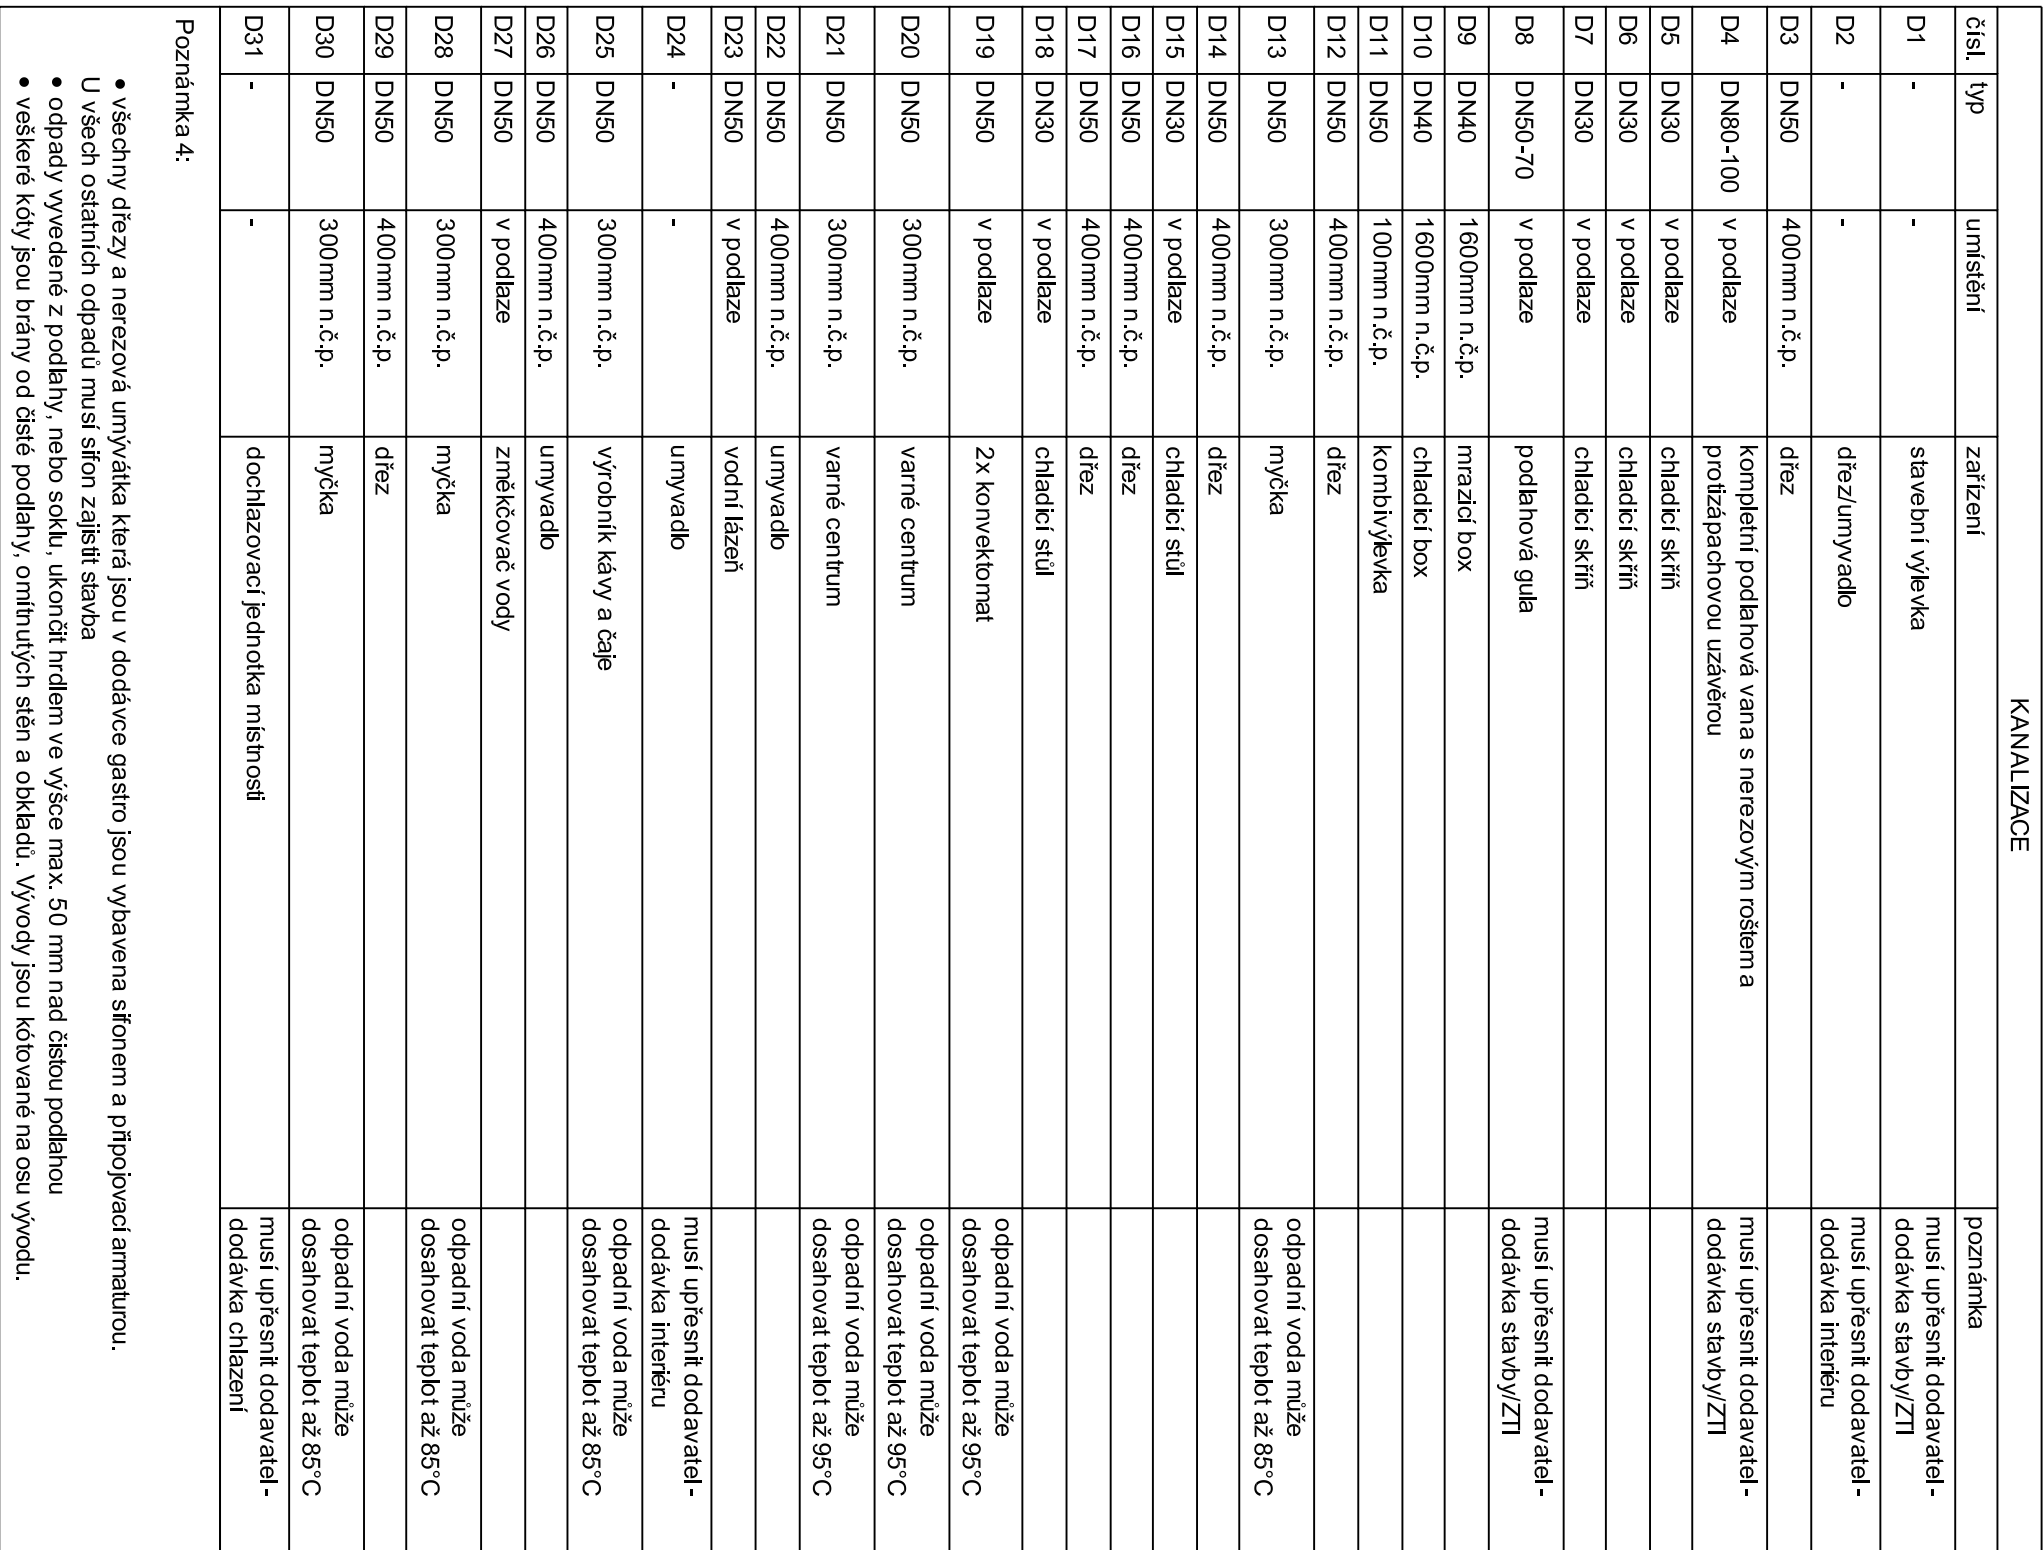 KANALIZACE
čísl. typ umístění zařízení poznámka
D1 - - stavební výlevka musí upřesnit dodavatel -
dodávka stavby/ZTI
D2 - - dřez/umyvadlo musí upřesnit dodavatel -
dodávka interiéru
D3 DN50 400mm n.č.p. dřez
D4 DN80-100 v podlaze kompletní podlahová vana s nerezovým roštem a musí upřesnit dodavatel -
protizápachovou uzávěrou dodávka stavby/ZTI
D5 DN30 v podlaze chladicí skříň
D6 DN30 v podlaze chladicí skříň
D7 DN30 v podlaze chladicí skříň
D8 DN50-70 v podlaze podlahová gula musí upřesnit dodavatel -
dodávka stavby/ZTI
D9 DN40 1600mm n.č.p. mrazicí box
D10 DN40 1600mm n.č.p. chladicí box
D11 DN50 100mm n.č.p. kombivýlevka
D12 DN50 400mm n.č.p. dřez
D13 DN50 300mm n.č.p. myčka odpadní voda může
dosahovat teplot až 85°C
D14 DN50 400mm n.č.p. dřez
D15 DN30 v podlaze chladicí stůl
D16 DN50 400mm n.č.p. dřez
D17 DN50 400mm n.č.p. dřez
D18 DN30 v podlaze chladicí stůl
D19 DN50 v podlaze 2x konvektomat odpadní voda může
dosahovat teplot až 95°C
D20 DN50 300mm n.č.p. varné centrum odpadní voda může
dosahovat teplot až 95°C
D21 DN50 300mm n.č.p. varné centrum odpadní voda může
dosahovat teplot až 95°C
D22 DN50 400mm n.č.p. umyvadlo
D23 DN50 v podlaze vodní lázeň
D24 - - umyvadlo musí upřesnit dodavatel -
dodávka interiéru
D25 DN50 300mm n.č.p. výrobník kávy a čaje odpadní voda může
dosahovat teplot až 85°C
D26 DN50 400mm n.č.p. umyvadlo
D27 DN50 v podlaze změkčovač vody
D28 DN50 300mm n.č.p. myčka odpadní voda může
dosahovat teplot až 85°C
D29 DN50 400mm n.č.p. dřez
D30 DN50 300mm n.č.p. myčka odpadní voda může
dosahovat teplot až 85°C
D31 - - dochlazovací jednotka místnosti musí upřesnit dodavatel -
dodávka chlazení
Poznámka 4:
• všechny dřezy a nerezová umývátka která jsou v dodávce gastro jsou vybavena sifonem a připojovací armaturou.
U všech ostatních odpadů musí sifon zajistit stavba
• odpady vyvedené z podlahy, nebo soklu, ukončit hrdlem ve výšce max. 50 mm nad čistou podlahou
• veškeré kóty jsou brány od čisté podlahy, omítnutých stěn a obkladů. Vývody jsou kótované na osu vývodu.